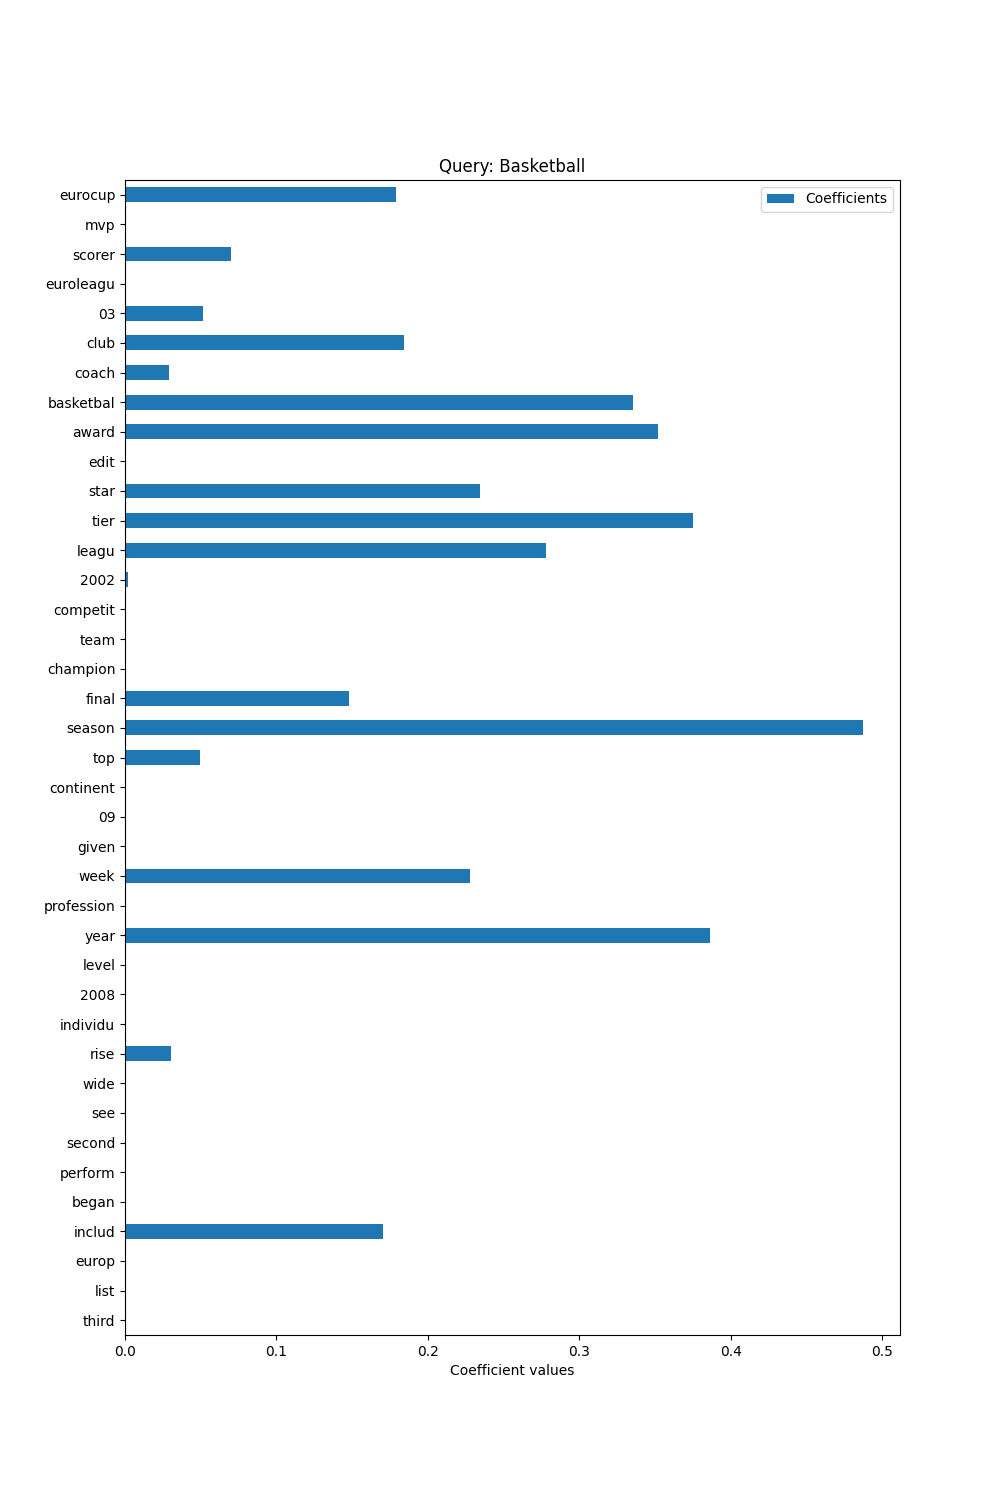 Query: Basketball
Coefficients
eurocup
mvp
scorer
euroleagu
03
club
coach
basketbal
award
edit
star
tier
leagu
2002
competit
team
champion
final
season
top
continent
09
given
week
profession
year
level
2008
individu
rise
wide
see
second
perform
began
includ
europ
list
third
0.0 0.1 0.2 0.3 0.4 0.5
Coefficient values